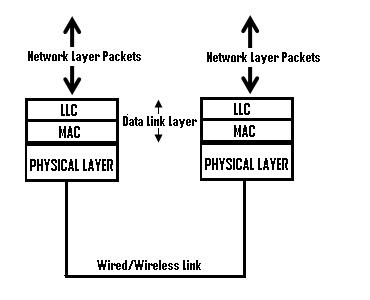 Network Layer Packets
Network Layer Packets
LLC
MAC
PHYSICAL LAYER
Data Link Layer
LLC
MAC
PHYSICAL LAYER
Wired/Wireless Link